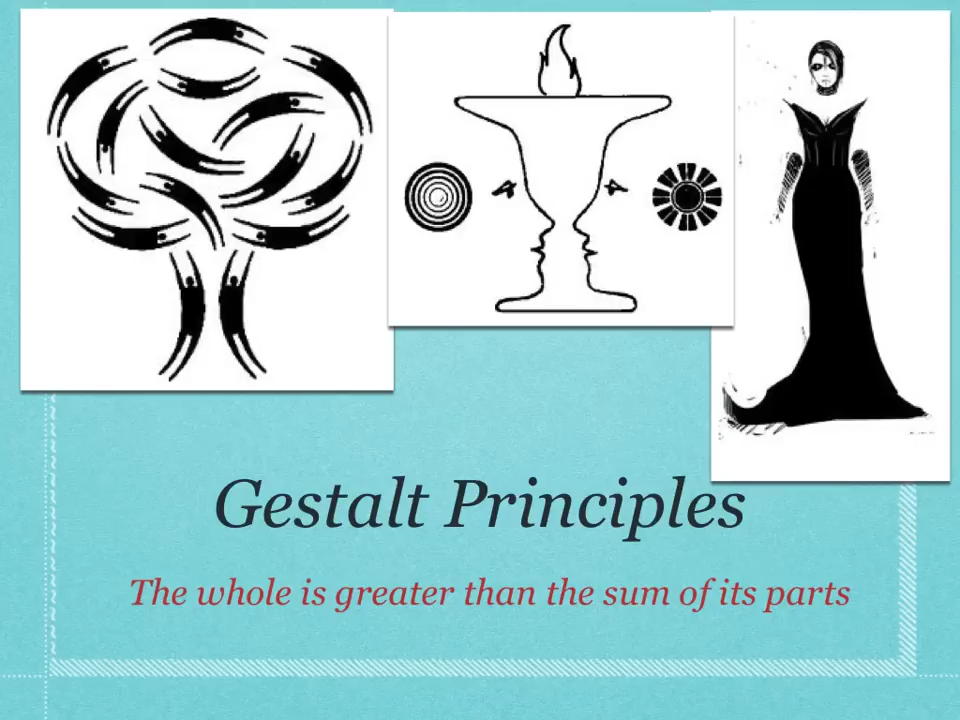 Gestalt Principles
The whole is greater than the sum of its parts